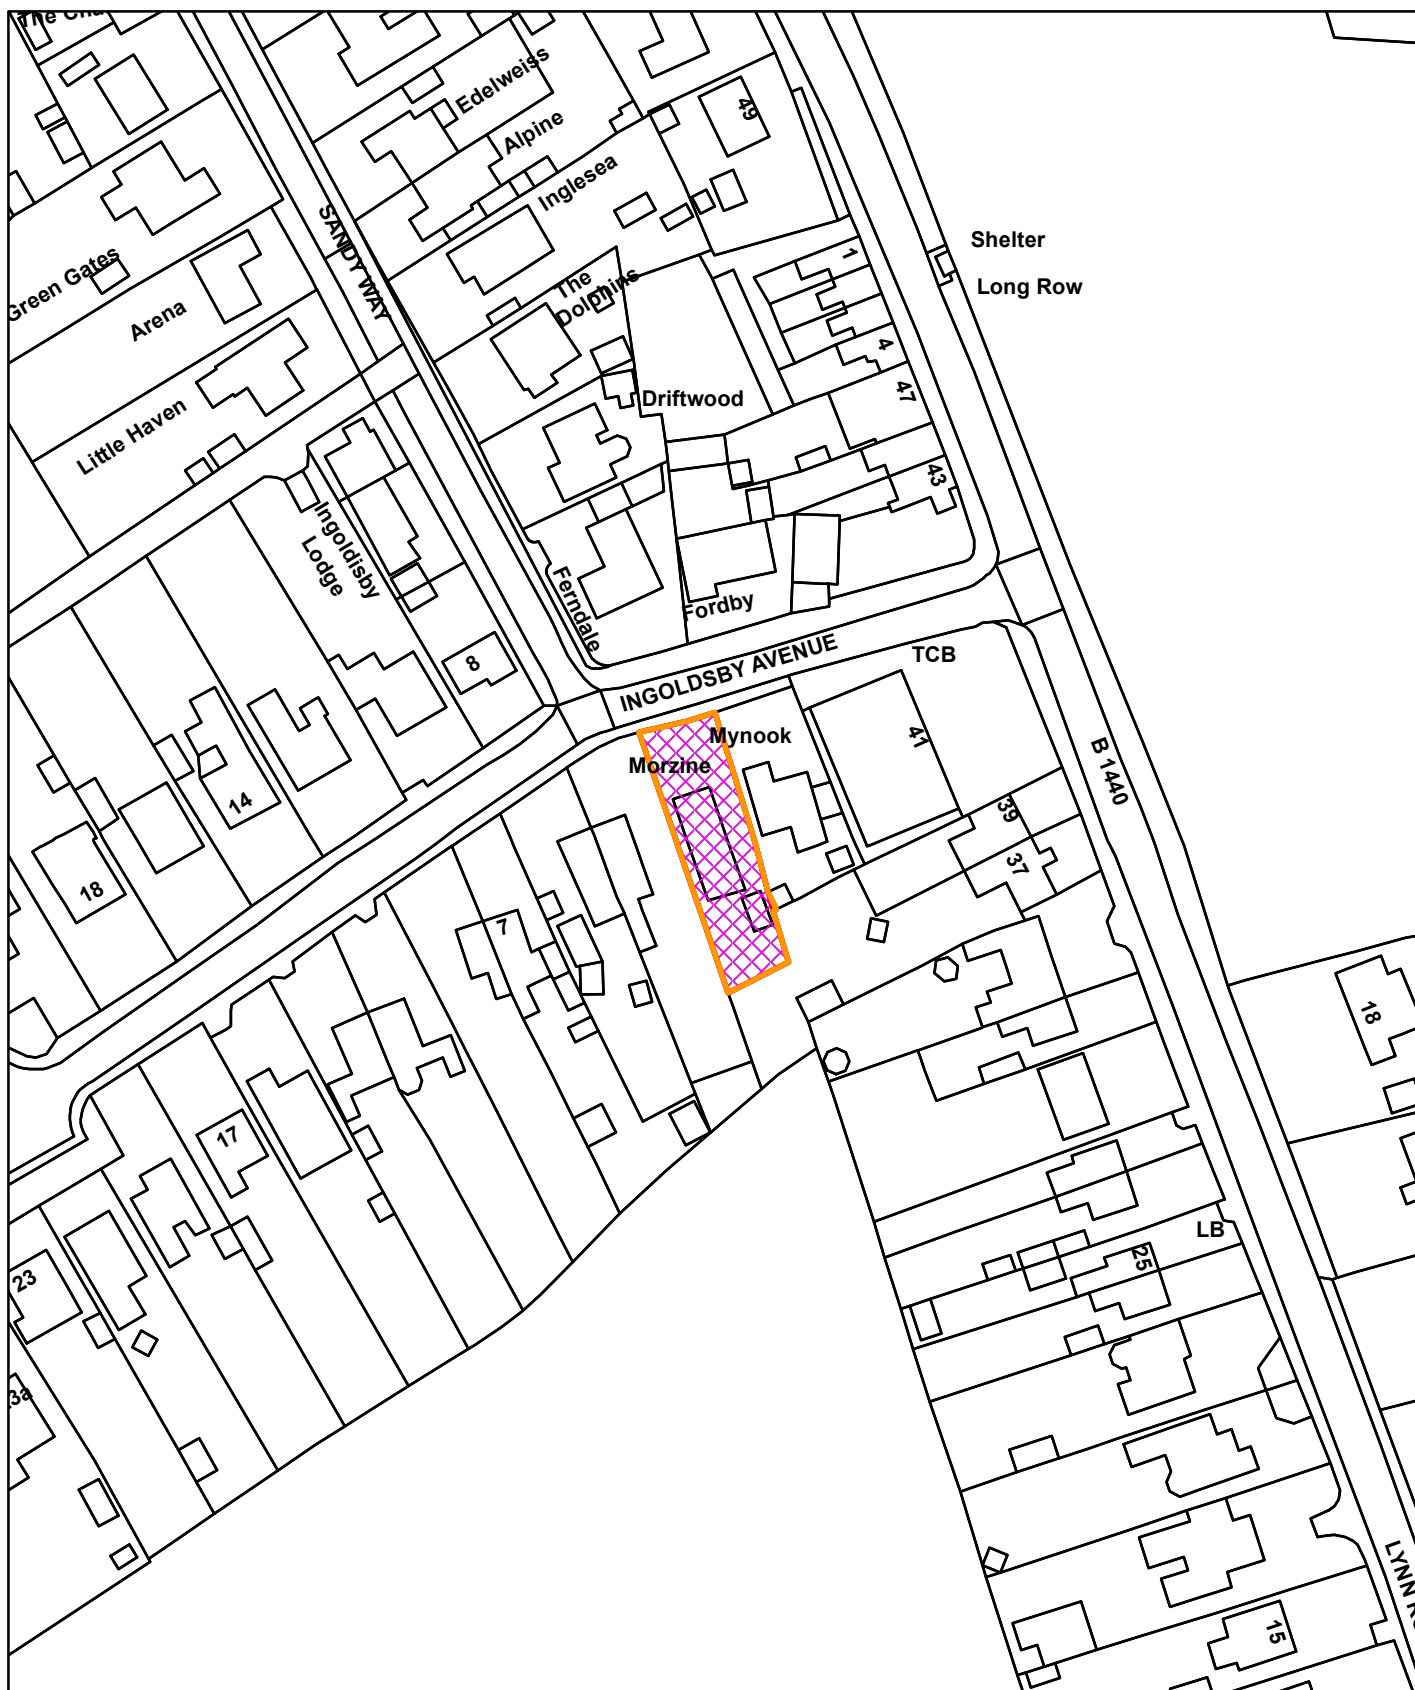 Edelweiss
49
Alpine
Inglesea
SANDY WAY
Shelter
1
Green Gates
The
Dolphins
Long Row
Arena
4
47
Driftwood
Little Haven
43
Ingoldisby
Lodge
Ferndale
Fordby
TCB
8
INGOLDSBY AVENUE
Mynook
41
Morzine
B 1440
14
39
37
18
7
18
17
LB
25
23
3a
15